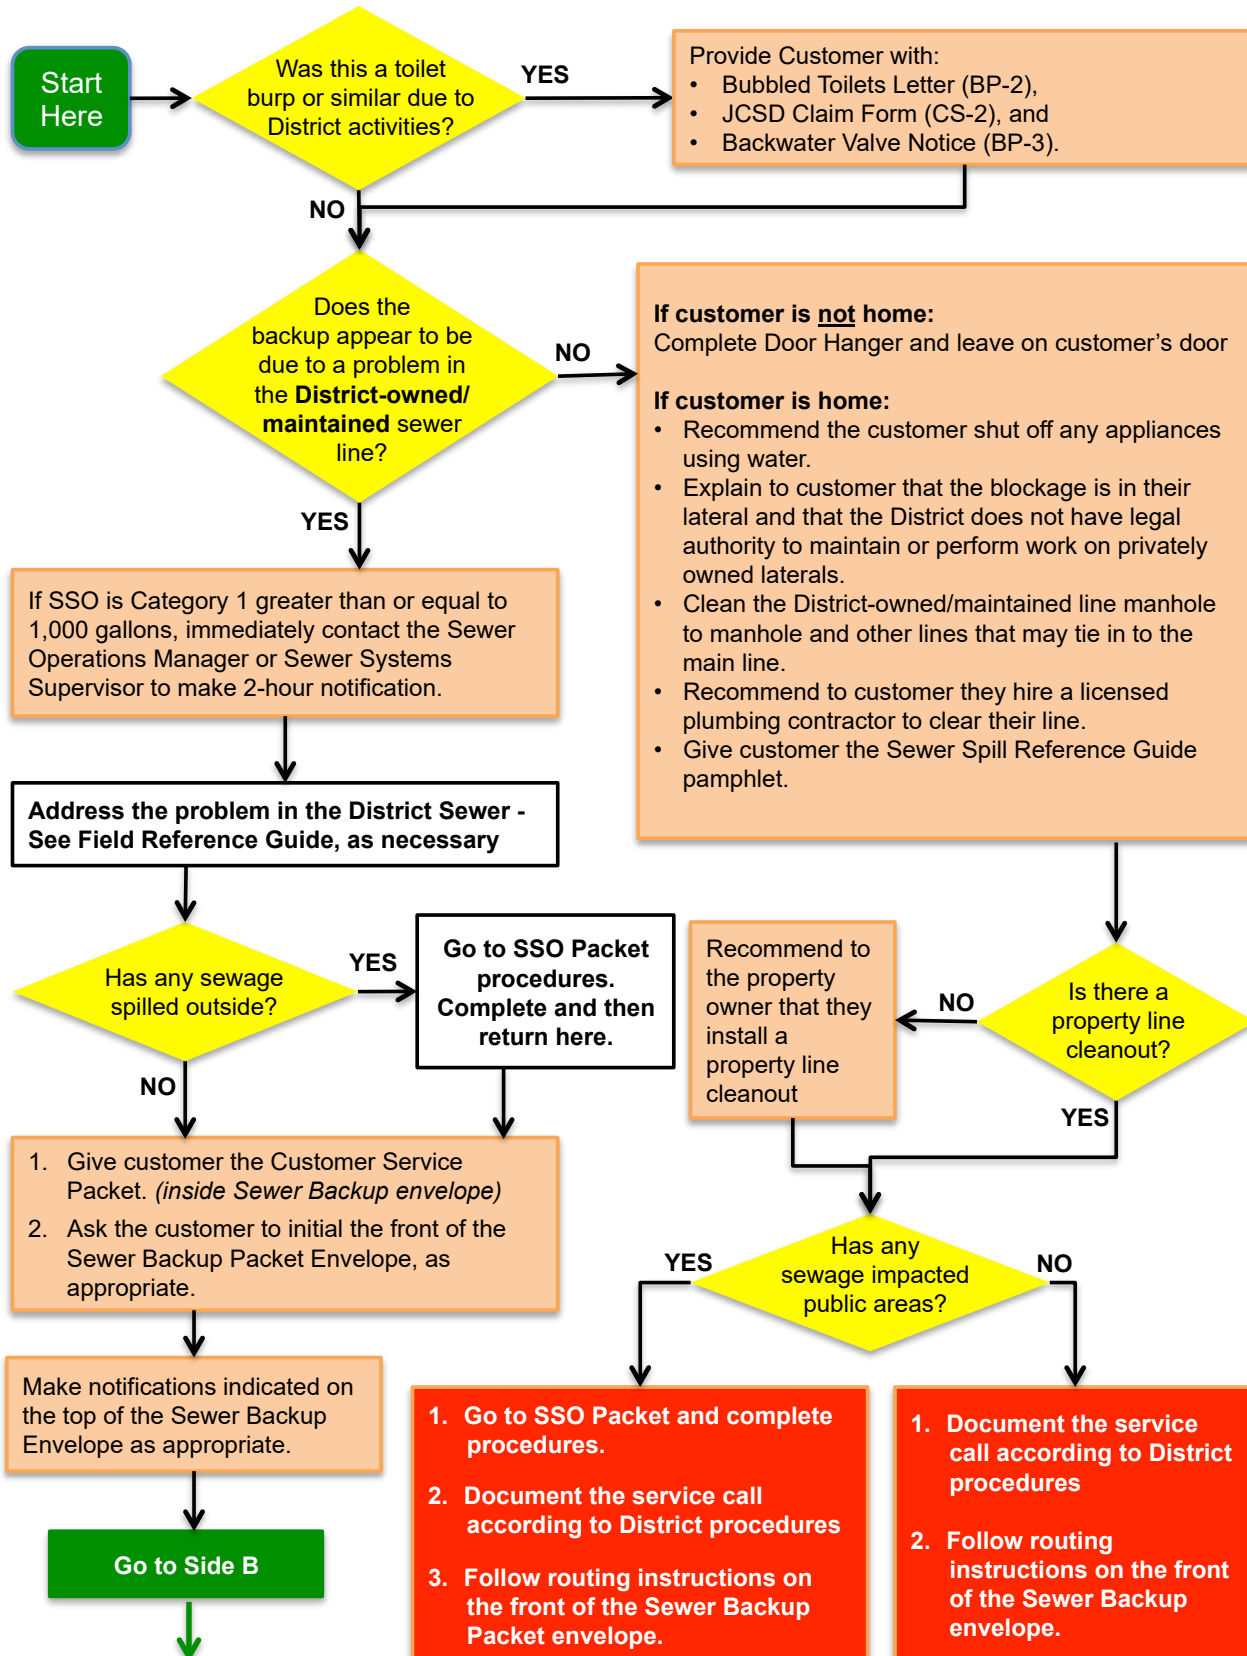 Start
Here
Was this a toilet
burp or similar due to
District activities?
YES
Provide Customer with:
• Bubbled Toilets Letter (BP-2),
• JCSD Claim Form (CS-2), and
• Backwater Valve Notice (BP-3).
NO
Does the
backup appear to be
due to a problem in
the District-owned/
maintained sewer
line?
NO
If customer is not home:
Complete Door Hanger and leave on customer’s door
If customer is home:
• Recommend the customer shut off any appliances
using water.
• Explain to customer that the blockage is in their
lateral and that the District does not have legal
authority to maintain or perform work on privately
owned laterals.
• Clean the District-owned/maintained line manhole
to manhole and other lines that may tie in to the
main line.
• Recommend to customer they hire a licensed
plumbing contractor to clear their line.
• Give customer the Sewer Spill Reference Guide
pamphlet.
YES
If SSO is Category 1 greater than or equal to
1,000 gallons, immediately contact the Sewer
Operations Manager or Sewer Systems
Supervisor to make 2-hour notification.
Address the problem in the District Sewer -
See Field Reference Guide, as necessary
Has any sewage
spilled outside?
YES
Go to SSO Packet
procedures.
Complete and then
return here.
NO
Recommend to
the property
owner that they
install a
property line
cleanout
NO
Is there a
property line
cleanout?
YES
1. Give customer the Customer Service
Packet. (inside Sewer Backup envelope)
2. Ask the customer to initial the front of the
Sewer Backup Packet Envelope, as
appropriate.
Has any
sewage impacted
public areas?
YES
NO
Make notifications indicated on
the top of the Sewer Backup
Envelope as appropriate.
Go to Side B
1. Go to SSO Packet and complete
procedures.
2. Document the service call
according to District procedures
3. Follow routing instructions on
the front of the Sewer Backup
Packet envelope.
1. Document the service
call according to District
procedures
2. Follow routing
instructions on the front
of the Sewer Backup
envelope.